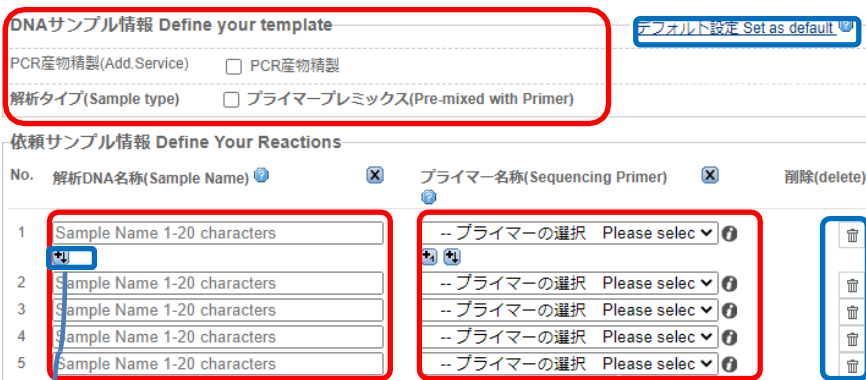 DNAサンプル情報 Define your template
デフォルト設定 Set as default
PCR産物精製(Add.Service) PCR産物精製
解析タイプ(Sample type) プライマープレミックス(Pre-mixed with Primer)
依頼サンプル情報 Define Your Reactions
No. 解析DNA名称(Sample Name) プライマー名称(Sequencing Primer) 削除(delete)
1 Sample Name 1-20 characters -- プライマーの選択 Please selec
2 Sample Name 1-20 characters -- プライマーの選択 Please selec
3 Sample Name 1-20 characters -- プライマーの選択 Please selec
4 Sample Name 1-20 characters -- プライマーの選択 Please selec
5 Sample Name 1-20 characters -- プライマーの選択 Please selec